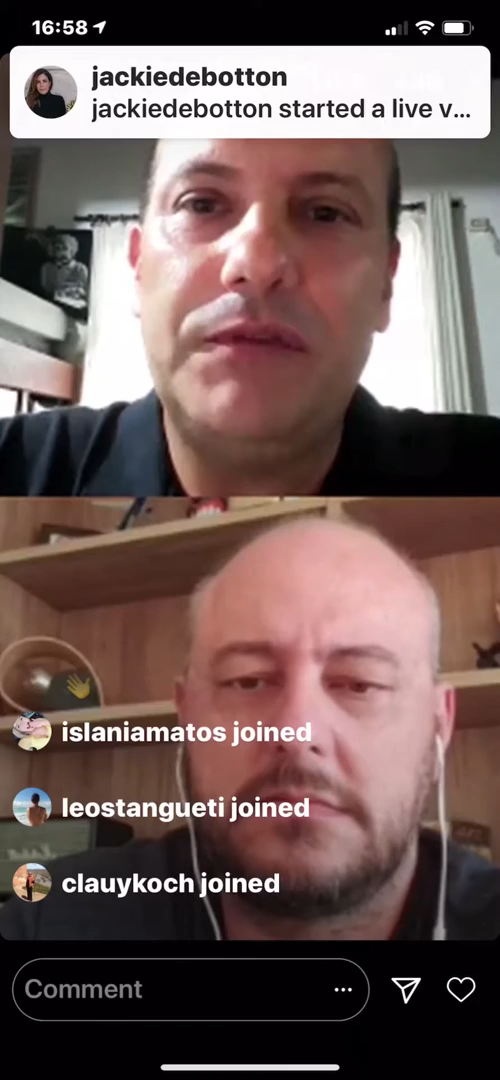 16:58
jackiedebotton
jackiedebotton started a live v...
islaniamatos joined
leostangueti joined
clauykoch joined
Comment